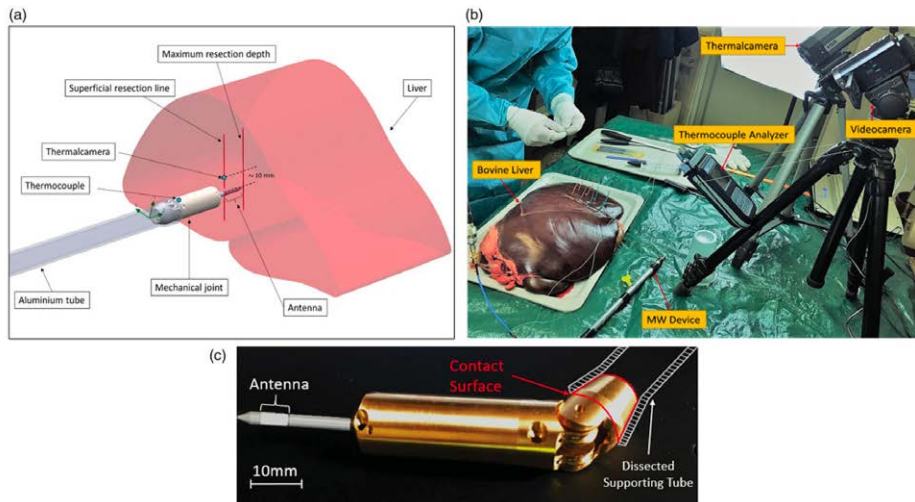 (a)
Maximum resection depth
Superficial resection line
Liver
Thermalcamera
Thermocouple
~ 10 mm
Mechanical joint
Antenna
Aluminium tube
(b)
Thermalcamera
Thermocouple Analyzer
Videocamera
Bovine Liver
MW Device
(c)
Contact
Surface
Antenna
10mm
Dissected
Supporting Tube